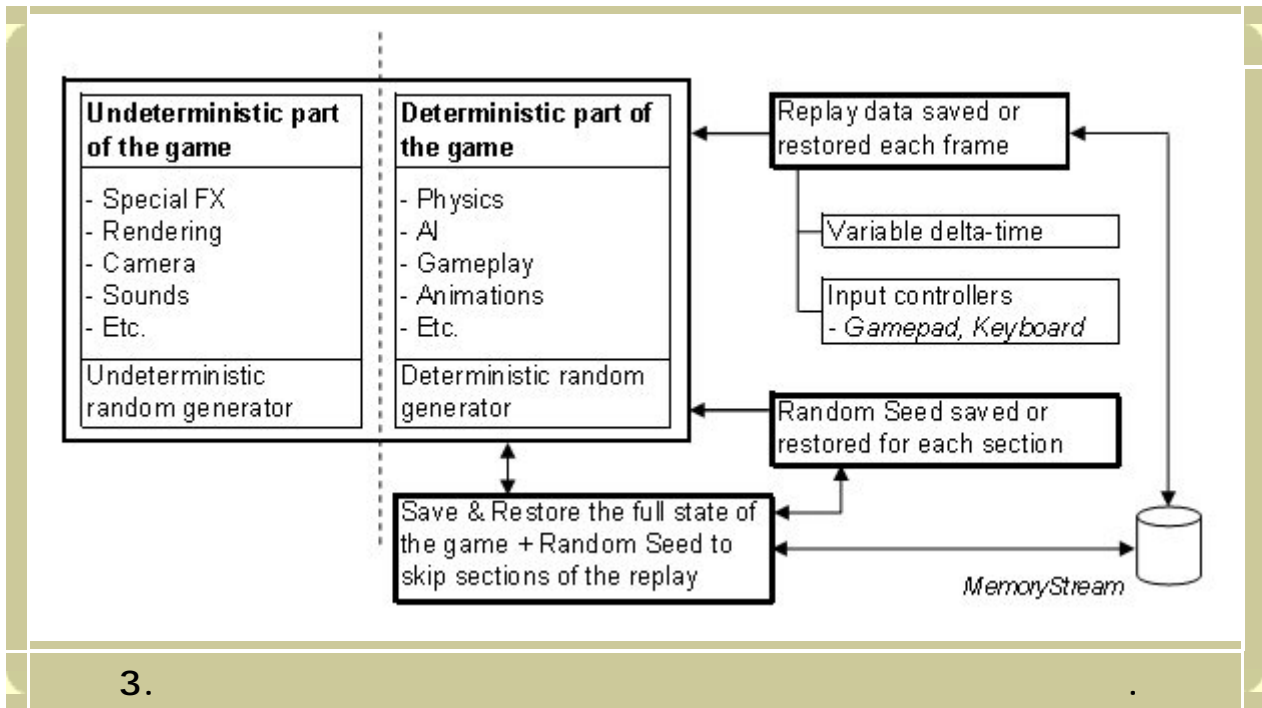 Undeterministic part
of the game
- Special FX
- Rendering
- Camera
- Sounds
- Etc.
Undeterministic
random generator
Deterministic part of
the game
- Physics
- AI
- Gameplay
- Animations
- Etc.
Deterministic random
generator
Replay data saved or
restored each frame
Variable delta-time
Input controllers
- Gamepad, Keyboard
Random Seed saved or
restored for each section
Save & Restore the full state of
the game + Random Seed to
skip sections of the replay
MemoryStream
3. .